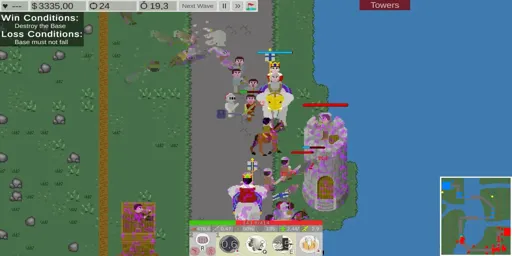 $ 3335,00
24
19,3
Next Wave
Towers
Win Conditions:
Destroy the Base
Loss Conditions:
Base must not fall